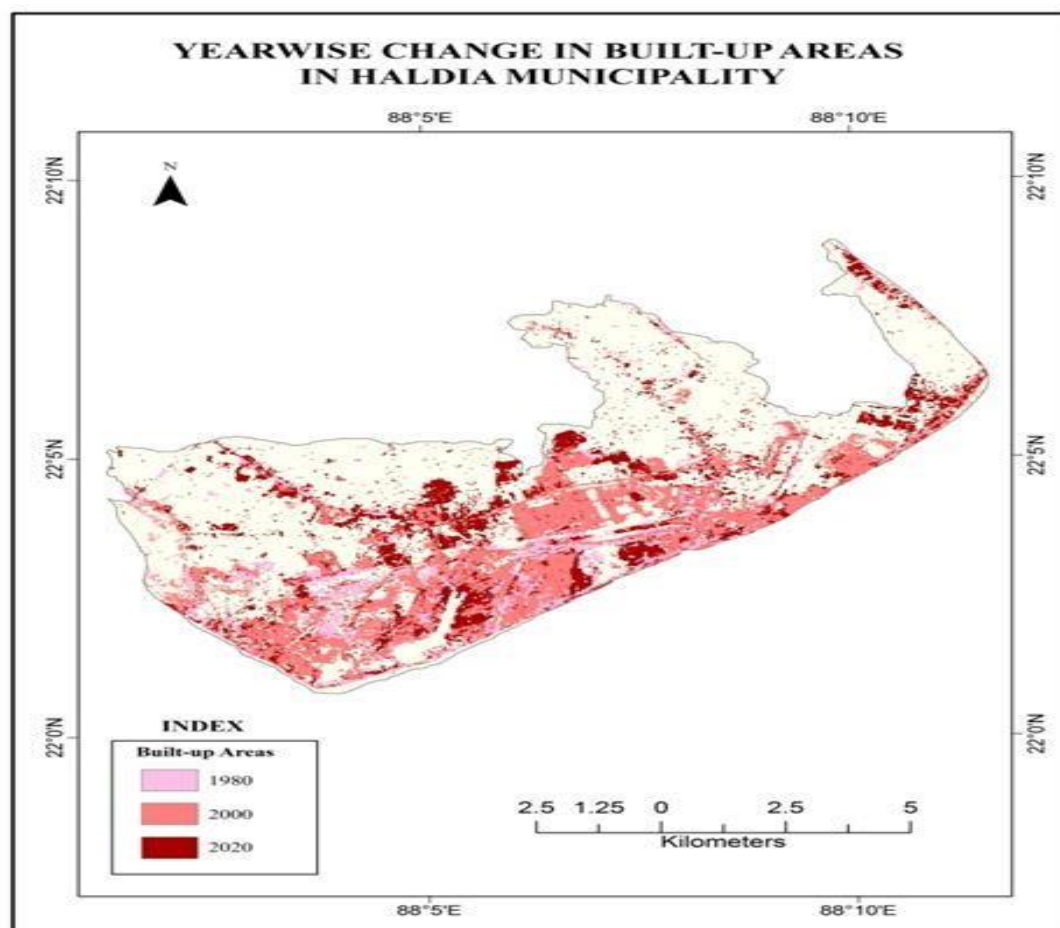 YEARWISE CHANGE IN BUILT-UP AREAS
IN HALDIA MUNICIPALITY
88°5'E 88°10'E
N
22°10'N 22°10'N
22°5'N 22°5'N
22°0'N 22°0'N
INDEX
Built-up Areas
1980
2000
2020
2.5 1.25 0 2.5 5
Kilometers
88°5'E 88°10'E